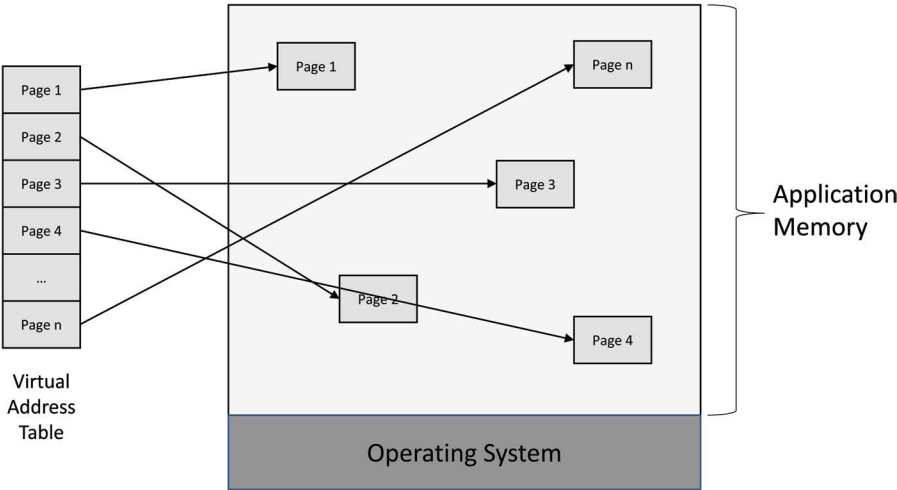 Page 1
Page 2
Page 3
Page 4
...
Page n
Virtual
Address
Table
Page 1
Page n
Page 3
Page 2
Page 4
Operating System
Application
Memory